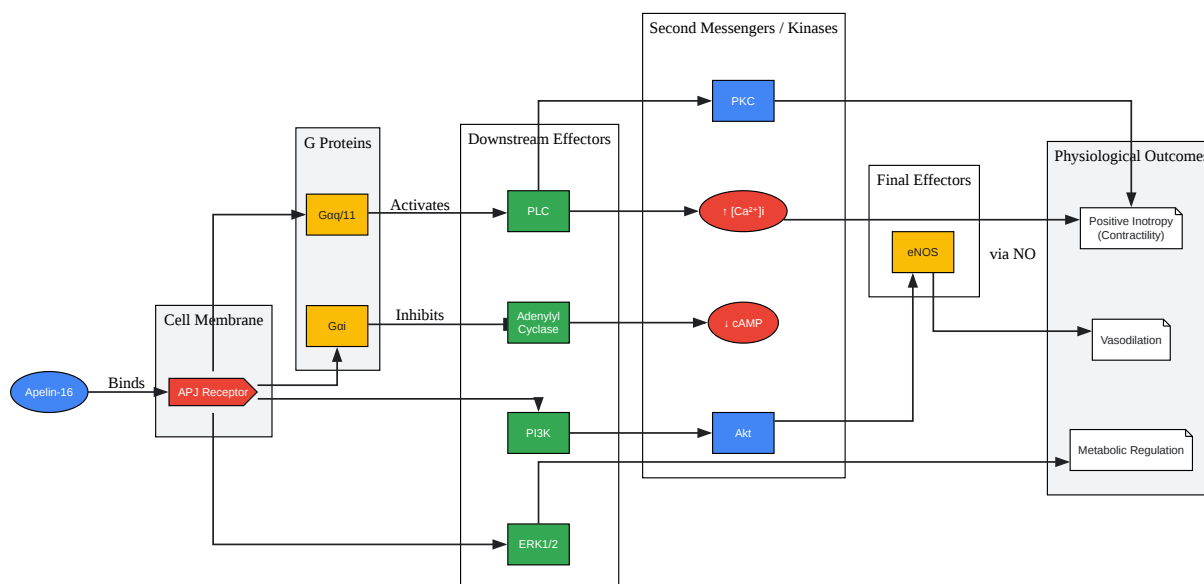 Second Messengers / Kinases
PKC
G Proteins
Downstream Effectors
Physiological Outcomes
Final Effectors
Gαq/11
Activates
PLC
↑ [Ca²⁺]i
Positive Inotropy
(Contractility)
eNOS
via NO
Cell Membrane
Gαi
Inhibits
Adenylyl
Cyclase
↓ cAMP
Vasodilation
Apelin-16
Binds
APJ Receptor
PI3K
Akt
Metabolic Regulation
ERK1/2